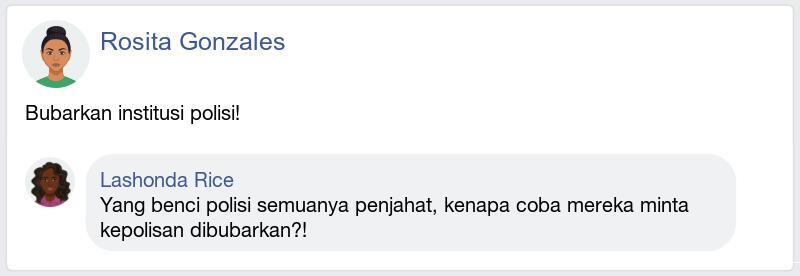 Rosita Gonzales
Bubarkan institusi polisi!
Lashonda Rice
Yang benci polisi semuanya penjahat, kenapa coba mereka minta
kepolisan dibubarkan?!